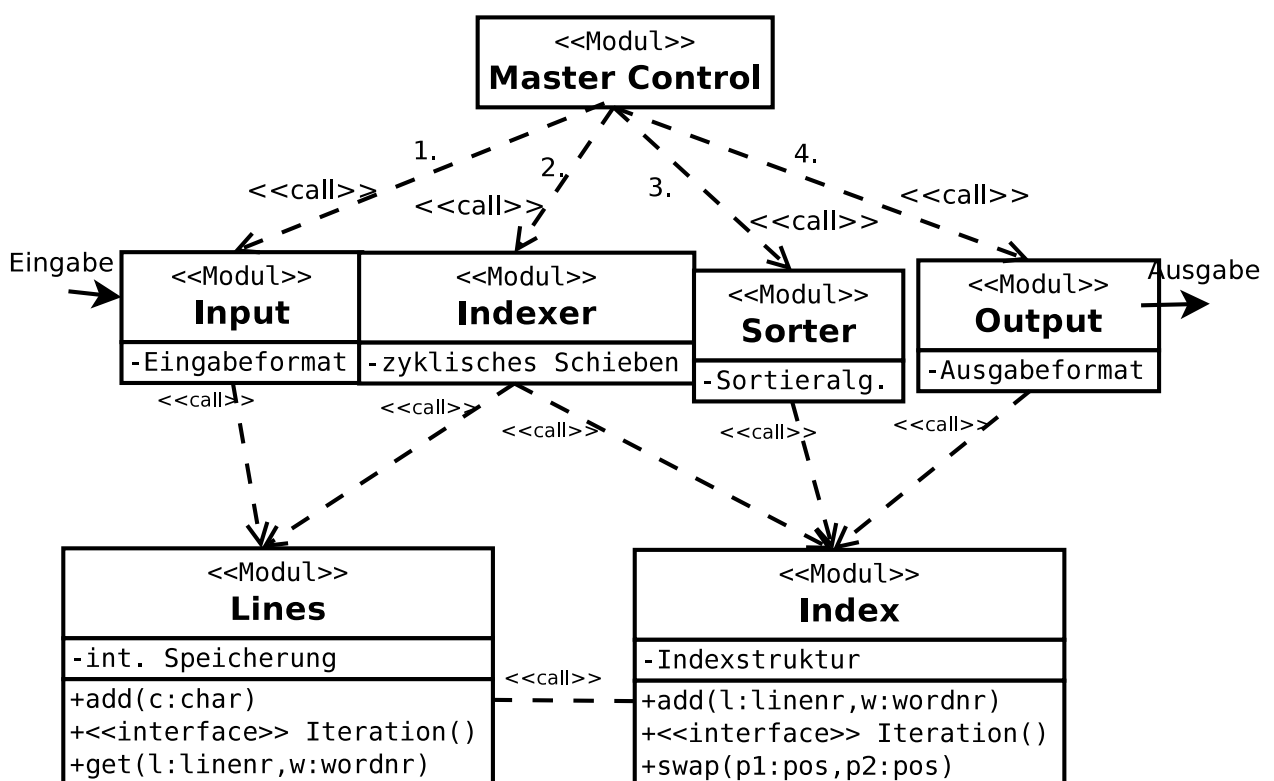 <<Modul>>
Master Control
1.
2.
3.
4.
<<call>>
<<call>>
<<call>>
<<call>>
Eingabe
<<Modul>>
Input
-Eingabeformat
<<Modul>>
Indexer
-zyklisches Schieben
<<Modul>>
Sorter
-Sortieralg.
<<Modul>>
Output
-Ausgabeformat
Ausgabe
<<call>>
<<call>>
<<call>>
<<call>>
<<call>>
<<Modul>>
Lines
-int. Speicherung
+add(c:char)
+<<interface>> Iteration()
+get(l:linenr,w:wordnr)
<<call>>
<<Modul>>
Index
-Indexstruktur
+add(l:linenr,w:wordnr)
+<<interface>> Iteration()
+swap(p1:pos,p2:pos)